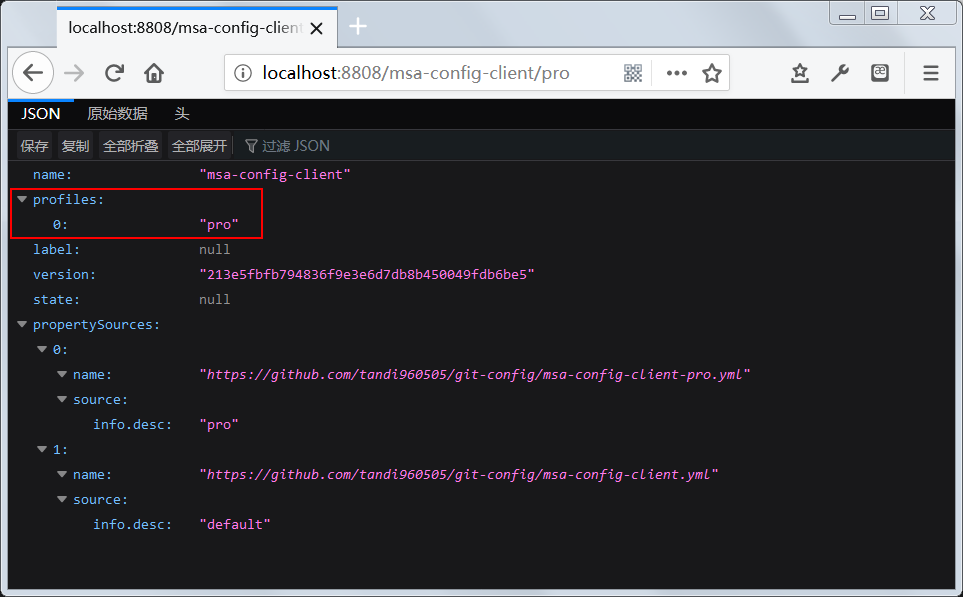 localhost:8808/msa-config-client
localhost:8808/msa-config-client/pro
JSON 原始数据 头
保存 复制 全部折叠 全部展开 过滤 JSON
name: "msa-config-client"
profiles:
0: "pro"
label: null
version: "213e5fbfb794836f9e3e6d7db8b450049fdb6be5"
state: null
propertySources:
0:
name: "https://github.com/tandi960505/git-config/msa-config-client-pro.yml"
source:
info.desc: "pro"
1:
name: "https://github.com/tandi960505/git-config/msa-config-client.yml"
source:
info.desc: "default"